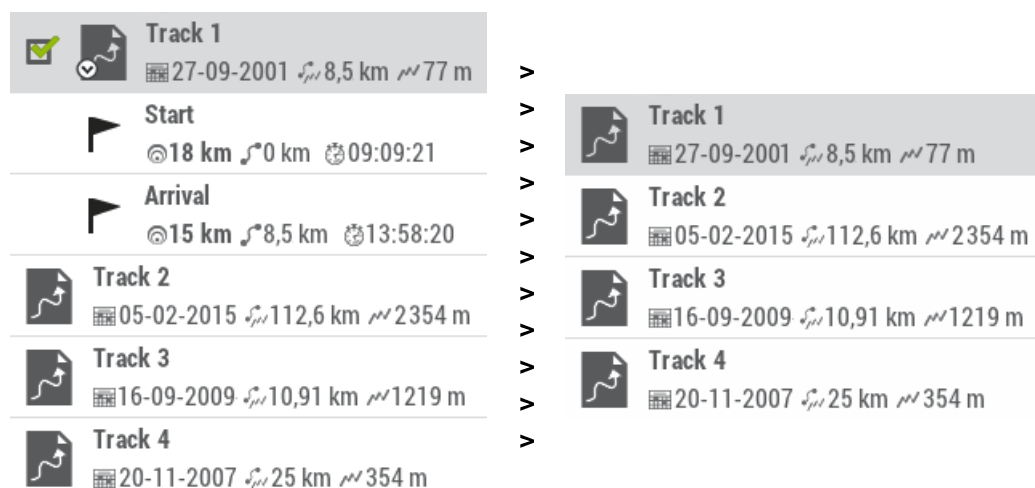 Track 1
27-09-2001 8,5 km 77 m
Start
18 km 0 km 09:09:21
Arrival
15 km 8,5 km 13:58:20
Track 2
05-02-2015 112,6 km 2354 m
Track 3
16-09-2009 10,91 km 1219 m
Track 4
20-11-2007 25 km 354 m
>
>
>
>
>
>
>
>
>
>
>
Track 1
27-09-2001 8,5 km 77 m
Track 2
05-02-2015 112,6 km 2354 m
Track 3
16-09-2009 10,91 km 1219 m
Track 4
20-11-2007 25 km 354 m